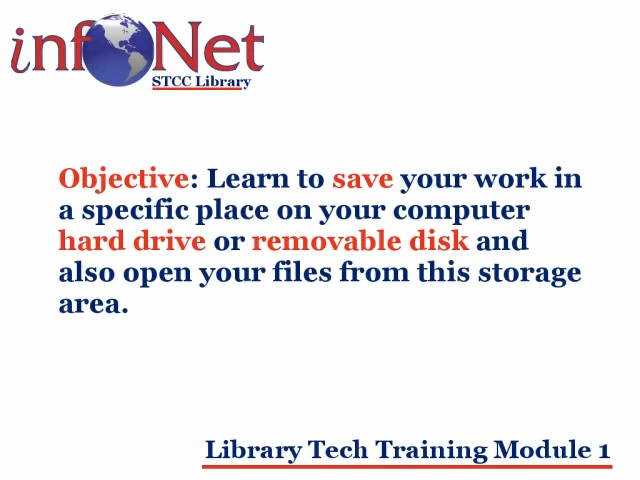 infoNet
STCC Library
Objective: Learn to save your work in
a specific place on your computer
hard drive or removable disk and
also open your files from this storage
area.
Library Tech Training Module 1